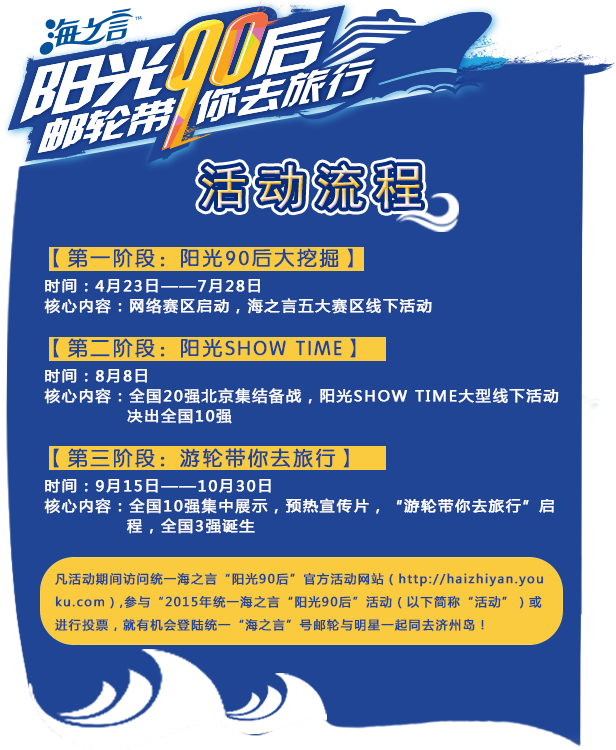 海之言™
阳光90后
邮轮带你去旅行
活动流程
【第一阶段：阳光90后大挖掘】
时间：4月23日——7月28日
核心内容：网络赛区启动，海之言五大赛区线下活动
【第二阶段：阳光SHOW TIME】
时间：8月8日
核心内容：全国20强北京集结备战，阳光SHOW TIME大型线下活动
决出全国10强
【第三阶段：游轮带你去旅行】
时间：9月15日——10月30日
核心内容：全国10强集中展示，预热宣传片，“游轮带你去旅行”启
程，全国3强诞生
凡活动期间访问统一海之言“阳光90后”官方活动网站（http://haizhiyan.you
ku.com）,参与“2015年统一海之言“阳光90后”活动（以下简称“活动”）或
进行投票，就有机会登陆统一“海之言”号邮轮与明星一起同去济州岛！